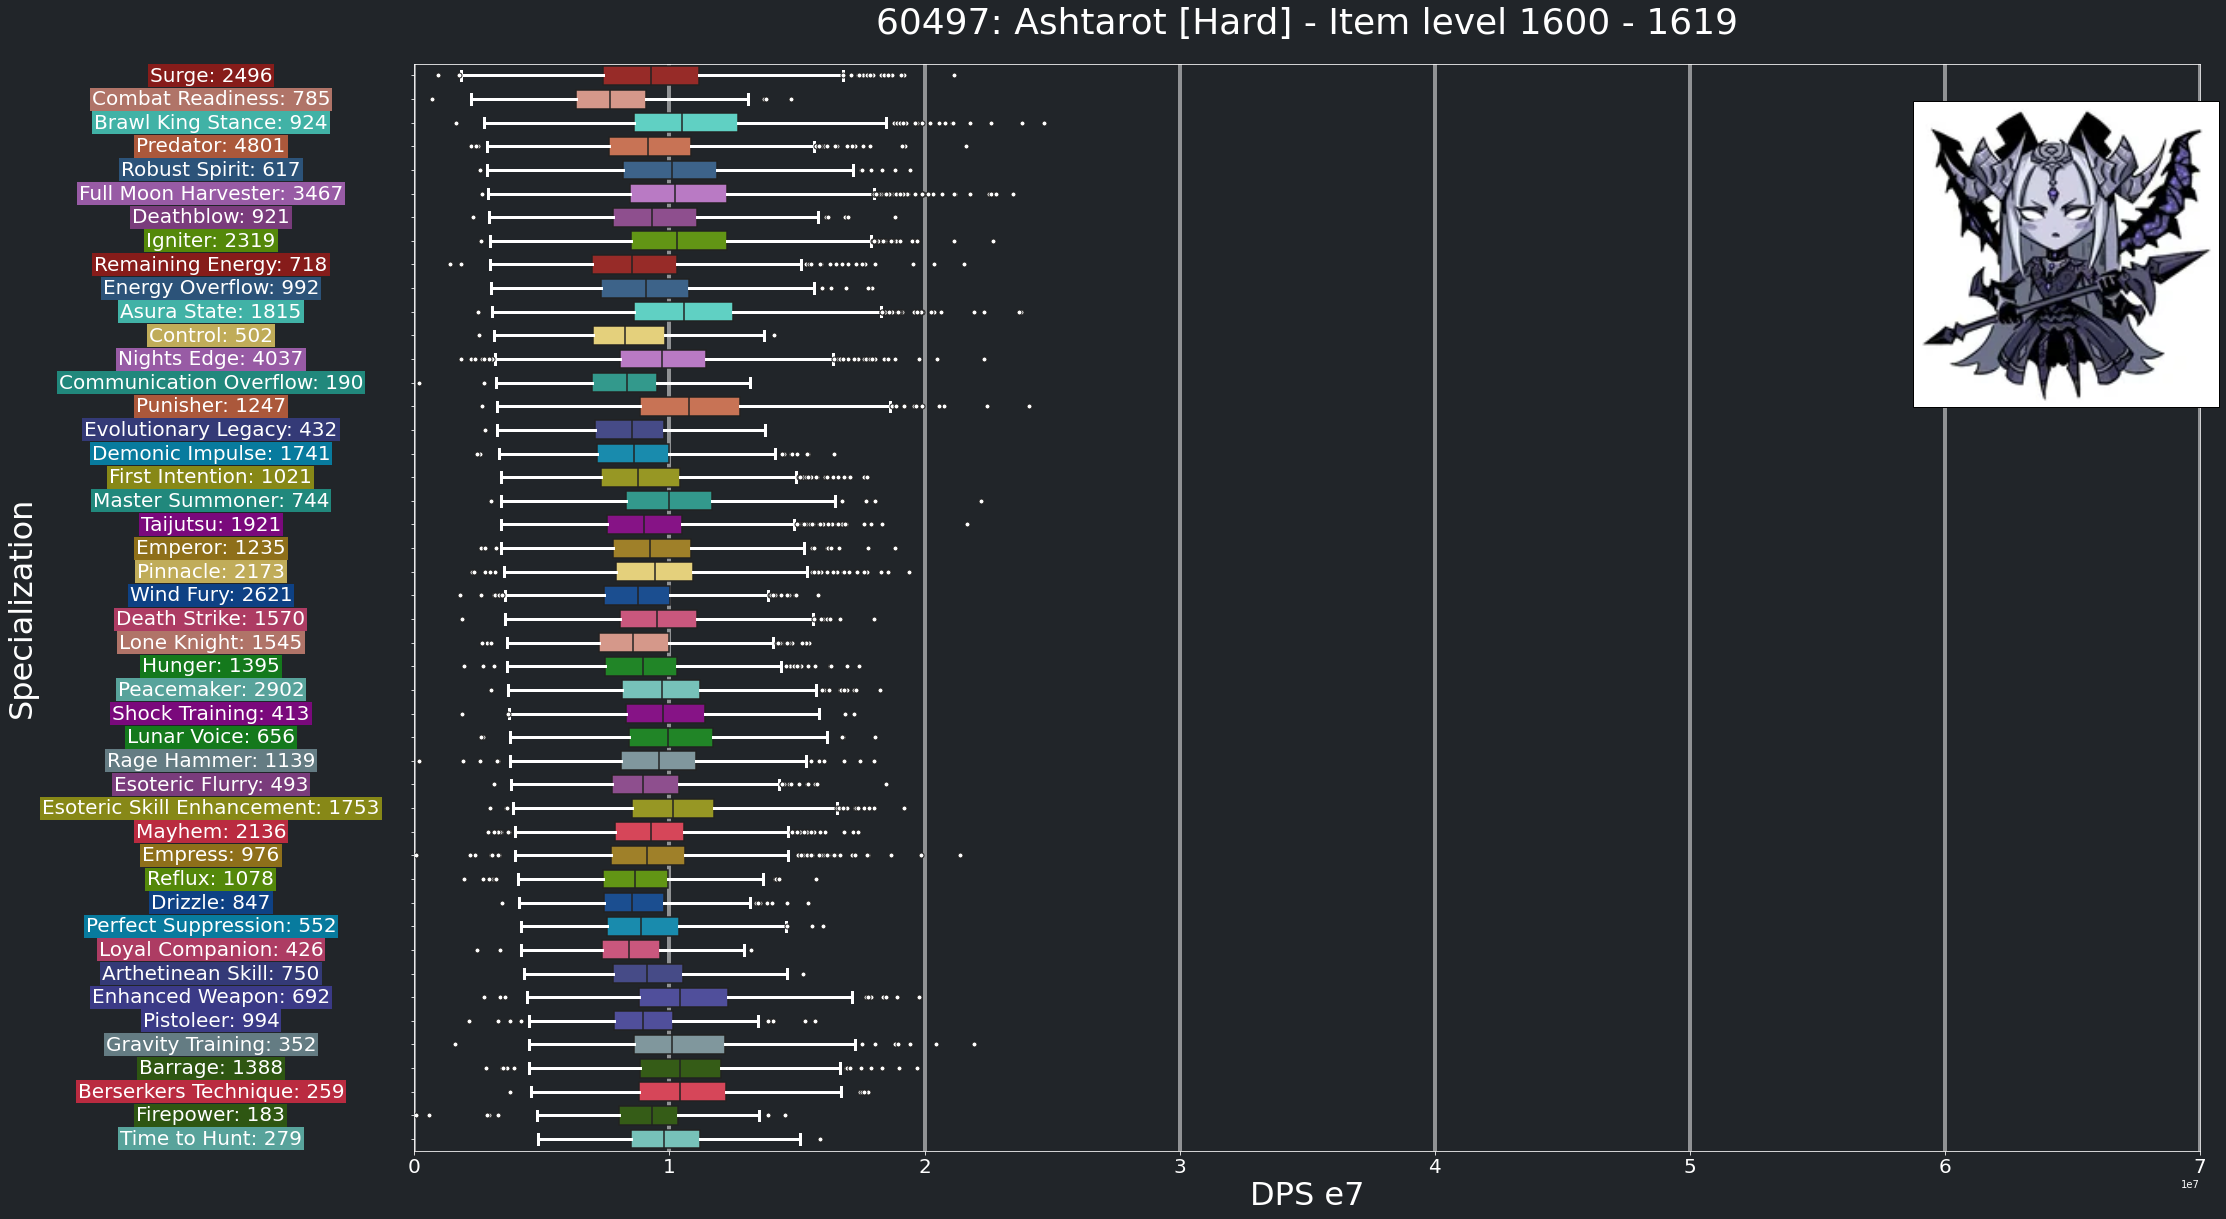 60497: Ashtarot [Hard] - Item level 1600 - 1619
Specialization
Surge: 2496
Combat Readiness: 785
Brawl King Stance: 924
Predator: 4801
Robust Spirit: 617
Full Moon Harvester: 3467
Deathblow: 921
Igniter: 2319
Remaining Energy: 718
Energy Overflow: 992
Asura State: 1815
Control: 502
Nights Edge: 4037
Communication Overflow: 190
Punisher: 1247
Evolutionary Legacy: 432
Demonic Impulse: 1741
First Intention: 1021
Master Summoner: 744
Taijutsu: 1921
Emperor: 1235
Pinnacle: 2173
Wind Fury: 2621
Death Strike: 1570
Lone Knight: 1545
Hunger: 1395
Peacemaker: 2902
Shock Training: 413
Lunar Voice: 656
Rage Hammer: 1139
Esoteric Flurry: 493
Esoteric Skill Enhancement: 1753
Mayhem: 2136
Empress: 976
Reflux: 1078
Drizzle: 847
Perfect Suppression: 552
Loyal Companion: 426
Arthetinean Skill: 750
Enhanced Weapon: 692
Pistoleer: 994
Gravity Training: 352
Barrage: 1388
Berserkers Technique: 259
Firepower: 183
Time to Hunt: 279
0 1 2 3 4 5 6 7
1e7
DPS e7